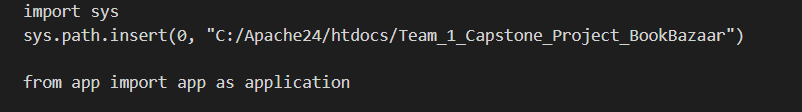 import sys
sys.path.insert(0, "C:/Apache24/htdocs/Team_1_Capstone_Project_BookBazaar")
from app import app as application